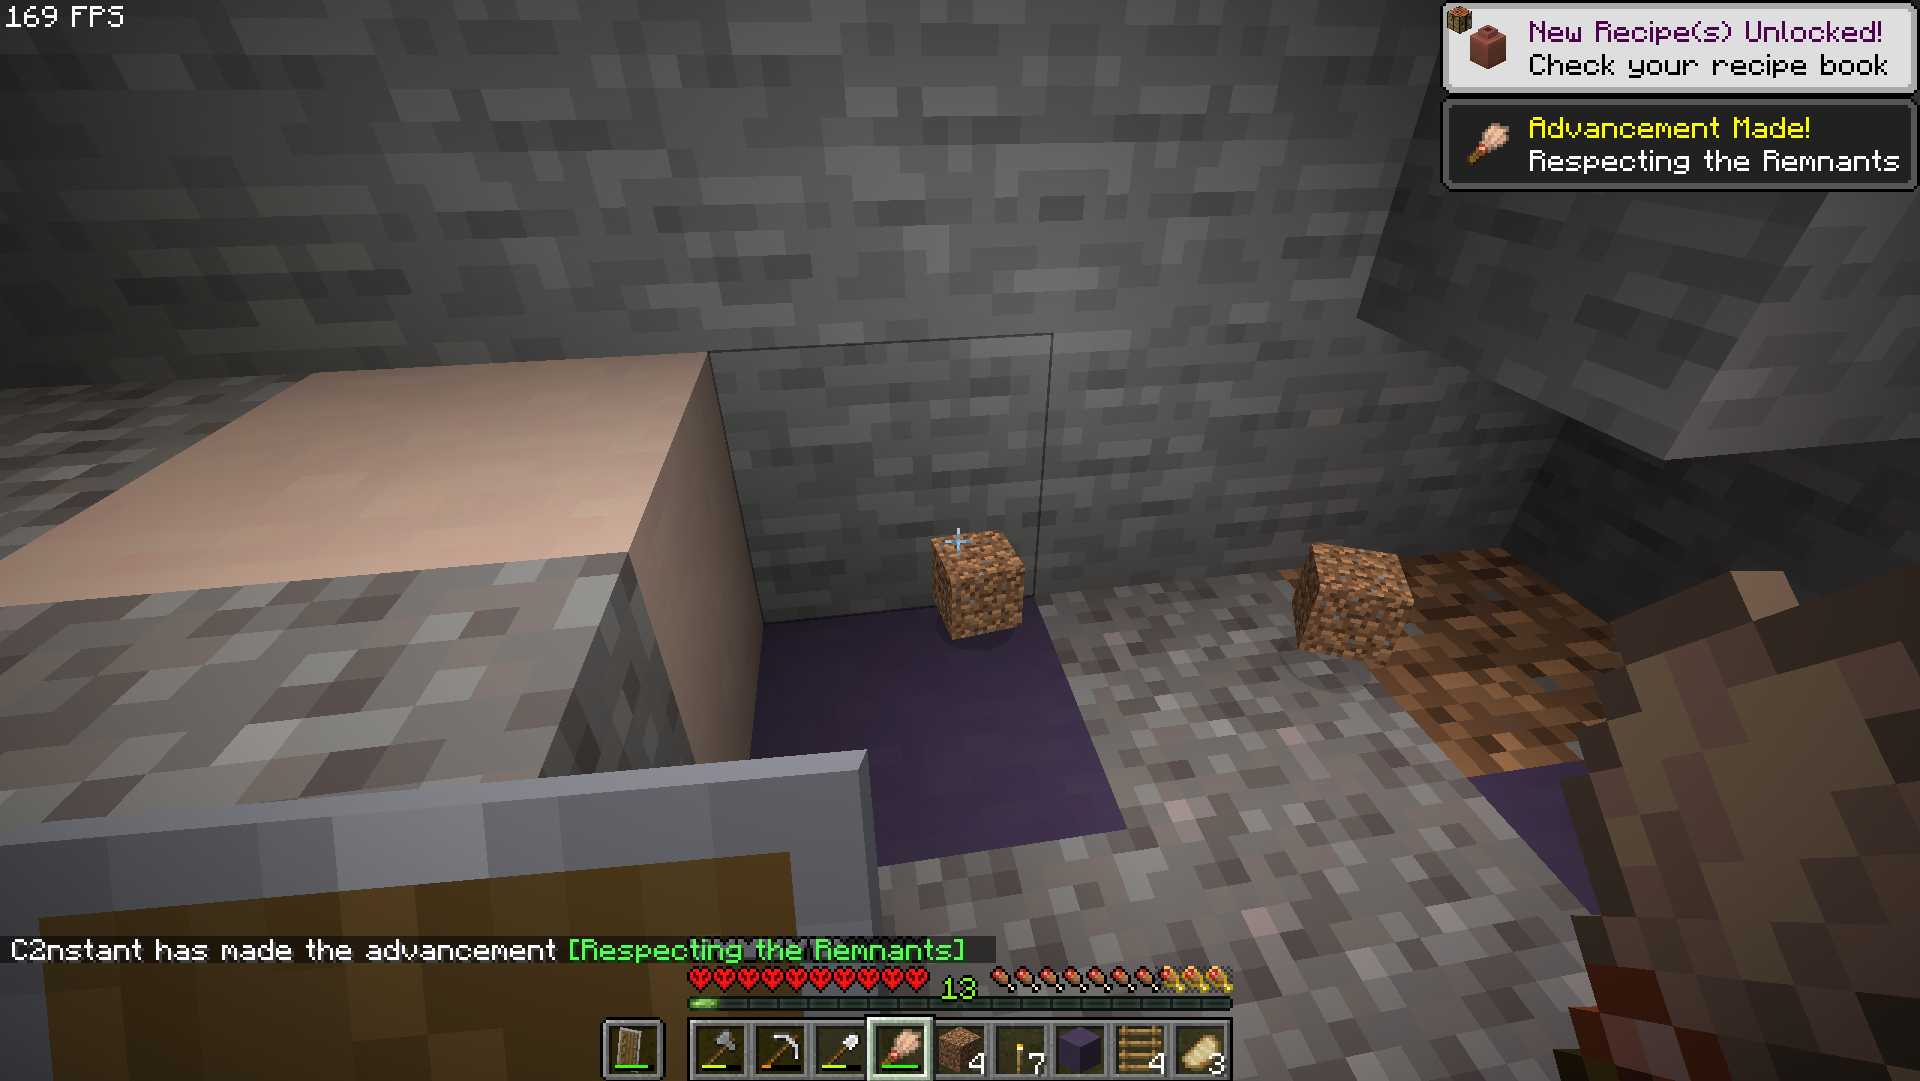 169 FPS
New Recipe(s) Unlocked!
Check your recipe book
Advancement Made!
Respecting the Remnants
C2nstant has made the advancement [Respecting the Remnants]
13
4
7
4
3